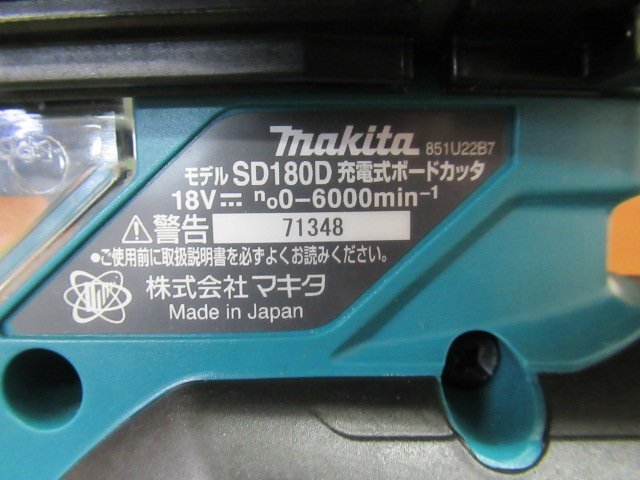 makita 851U22B7
モデル SD180D 充電式ボードカッタ
18V⎓ n₀0-6000min⁻¹
⚠警告 71348
●ご使用前に取扱説明書を必ずよくお読みください。
株式会社 マキタ
Made in Japan